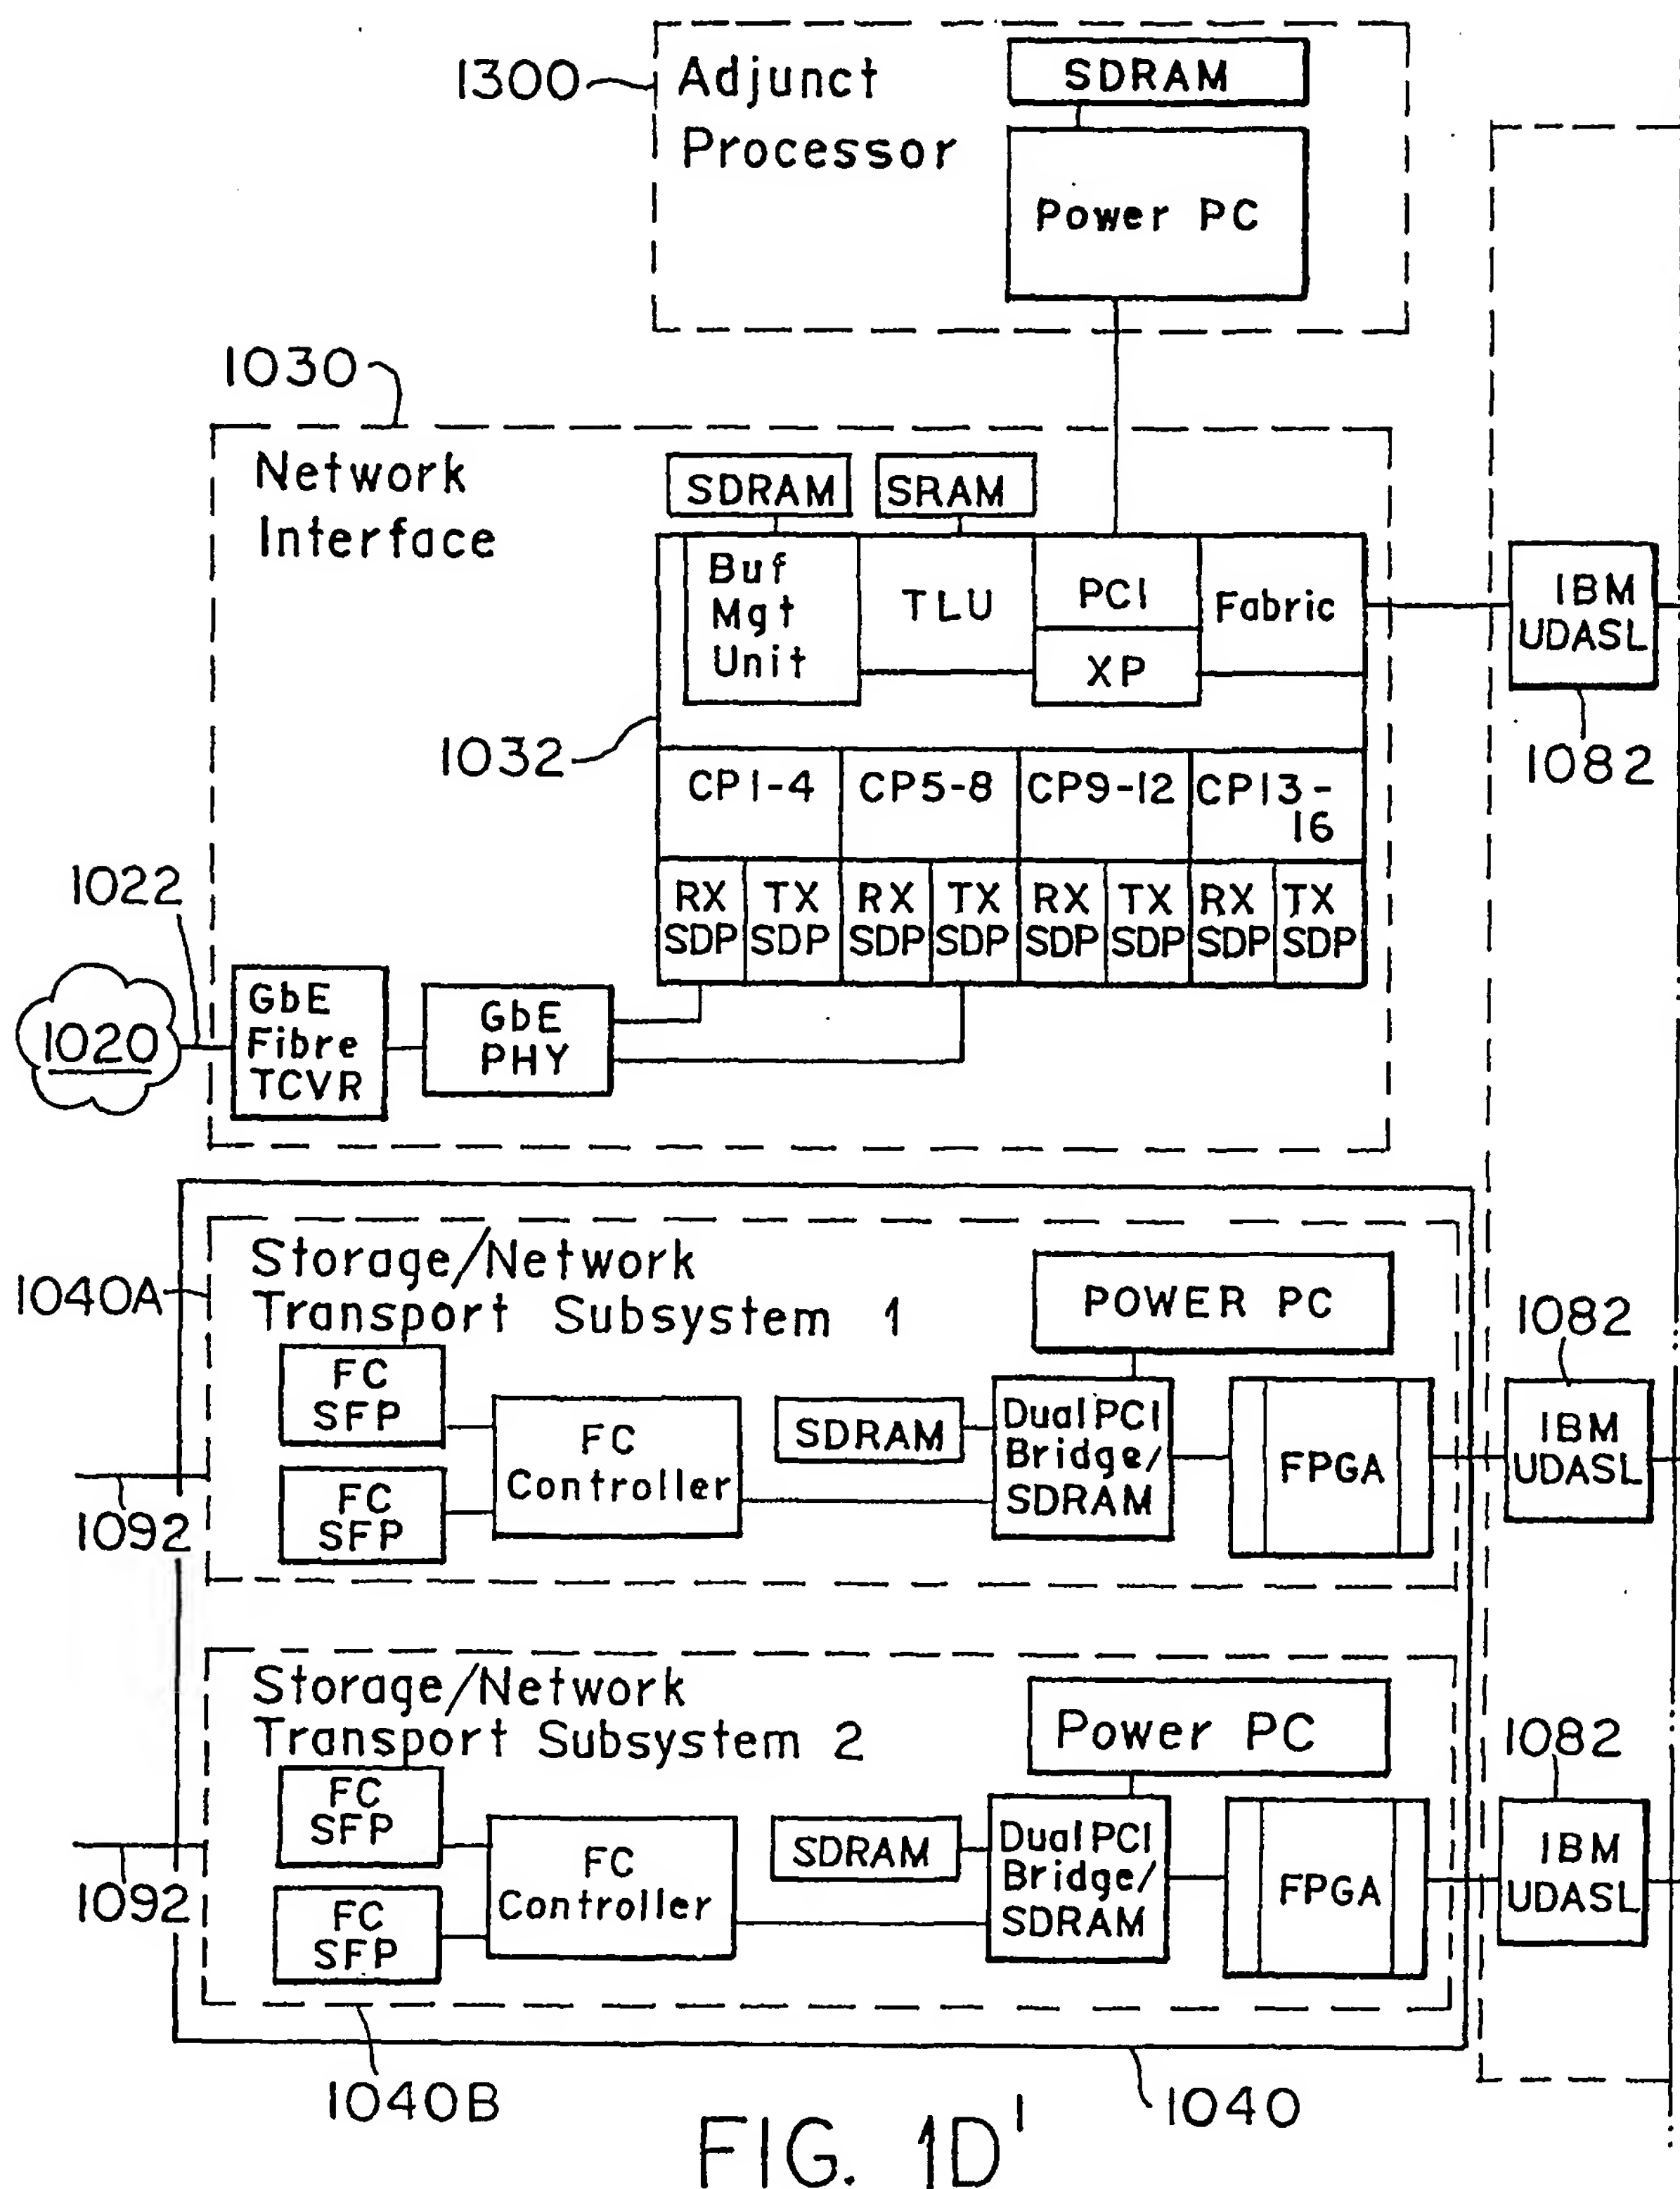 1300
Adjunct
Processor
SDRAM
Power PC
1030
Network
Interface
SDRAM
SRAM
Buf
Mgt
Unit
TLU
PCI
XP
Fabric
IBM
UDASL
1082
1032
CP1-4
CP5-8
CP9-12
CP13-
16
RX
SDP
TX
SDP
RX
SDP
TX
SDP
RX
SDP
TX
SDP
RX
SDP
TX
SDP
1022
1020
GbE
Fibre
TCVR
GbE
PHY
1040A
Storage/Network
Transport Subsystem 1
POWER PC
FC
SFP
FC
SFP
FC
Controller
SDRAM
Dual PCI
Bridge/
SDRAM
FPGA
1082
IBM
UDASL
1092
Storage/Network
Transport Subsystem 2
Power PC
FC
SFP
FC
SFP
FC
Controller
SDRAM
Dual PCI
Bridge/
SDRAM
FPGA
1082
IBM
UDASL
1092
1040B
1040
FIG. 1D'